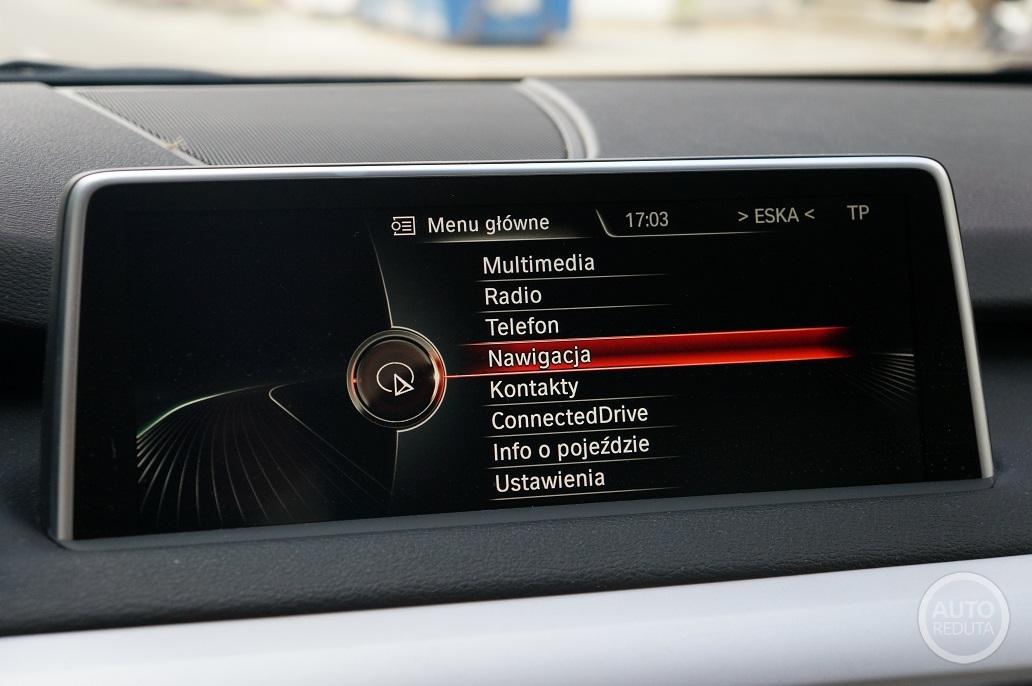 Menu główne 17:03 > ESKA < TP
Multimedia
Radio
Telefon
Nawigacja
Kontakty
ConnectedDrive
Info o pojeździe
Ustawienia
AUTO
REDUTA